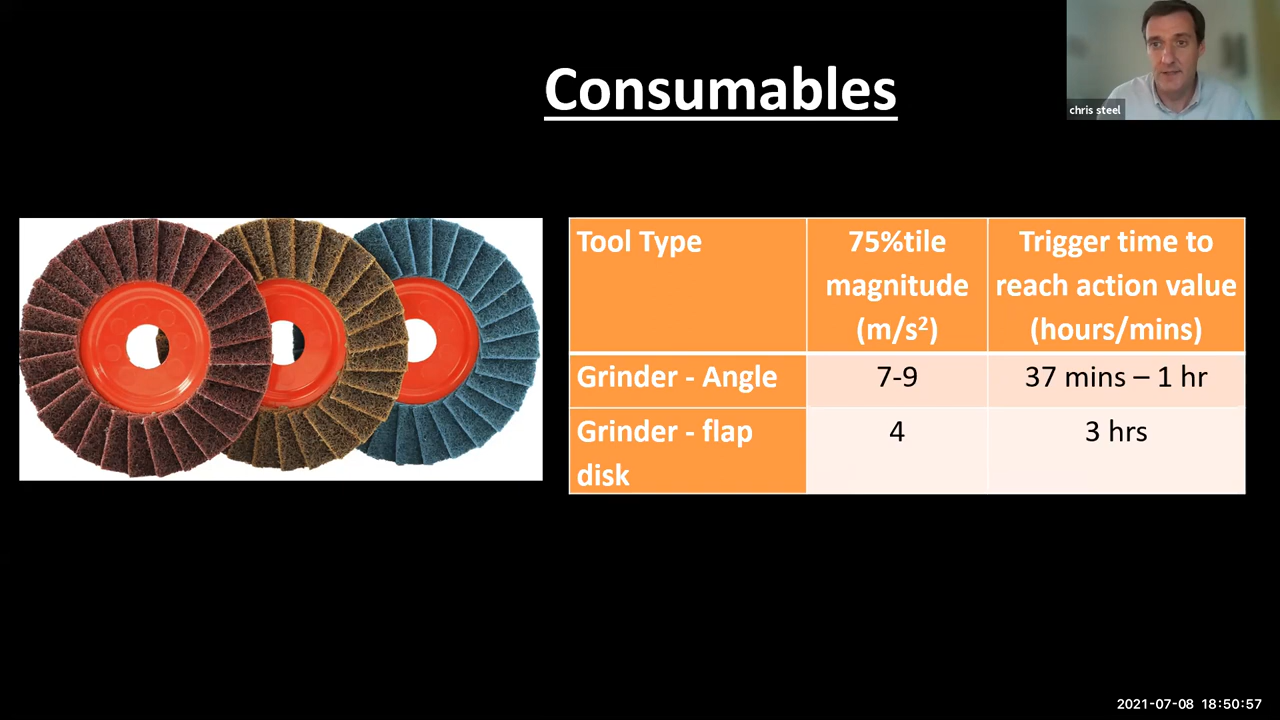 Consumables
chris steel
Tool Type
75%tile
magnitude
(m/s²)
Trigger time to
reach action value
(hours/mins)
Grinder - Angle
7-9
37 mins – 1 hr
Grinder - flap
disk
4
3 hrs
2021-07-08 18:50:57